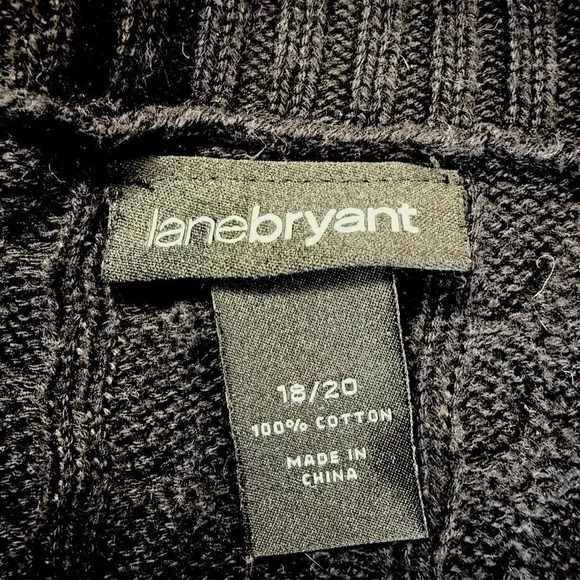 lanebryant
18/20
100% COTTON
MADE IN
CHINA